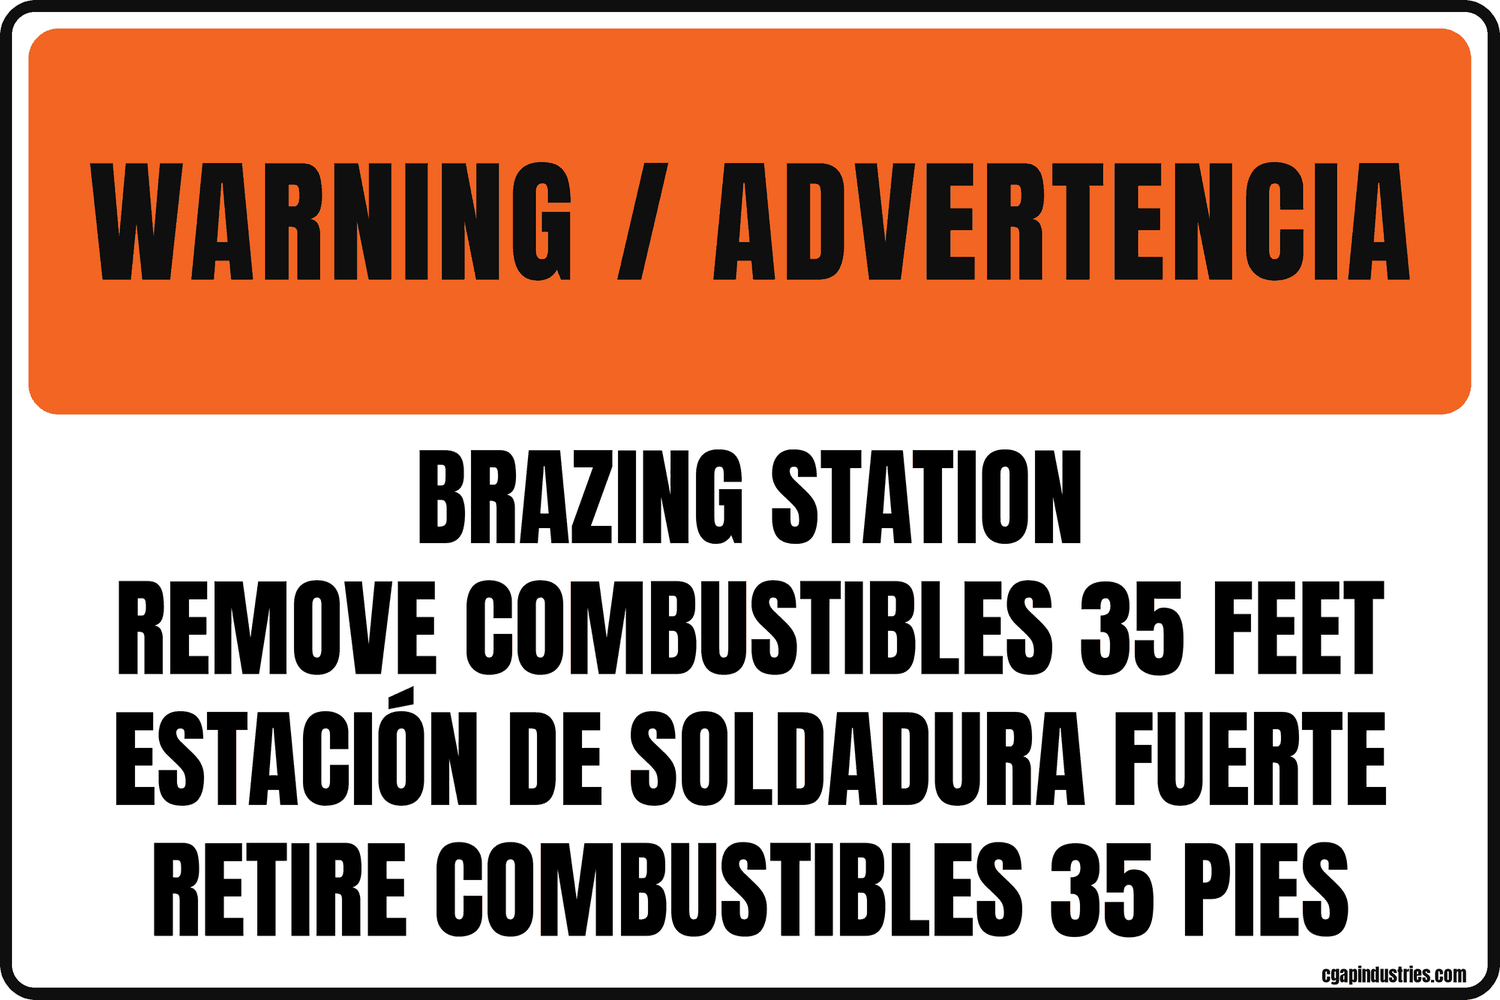 WARNING / ADVERTENCIA
BRAZING STATION
REMOVE COMBUSTIBLES 35 FEET
ESTACIÓN DE SOLDADURA FUERTE
RETIRE COMBUSTIBLES 35 PIES
cgapindustries.com